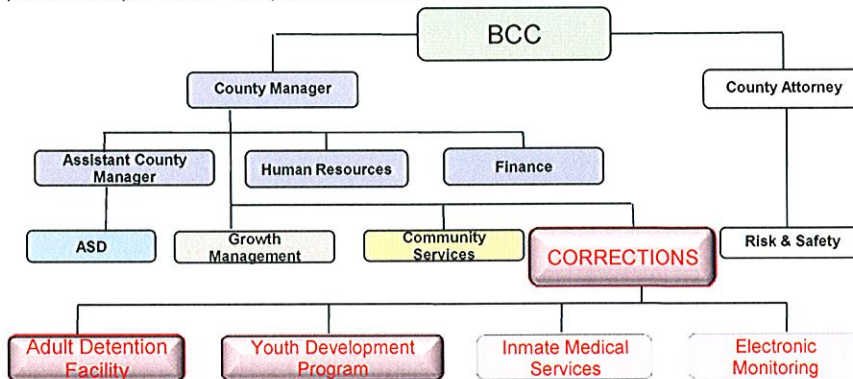 BCC
County Manager
County Attorney
Assistant County
Manager
Human Resources
Finance
ASD
Growth
Management
Community
Services
CORRECTIONS
Risk & Safety
Adult Detention
Facility
Youth Development
Program
Inmate Medical
Services
Electronic
Monitoring